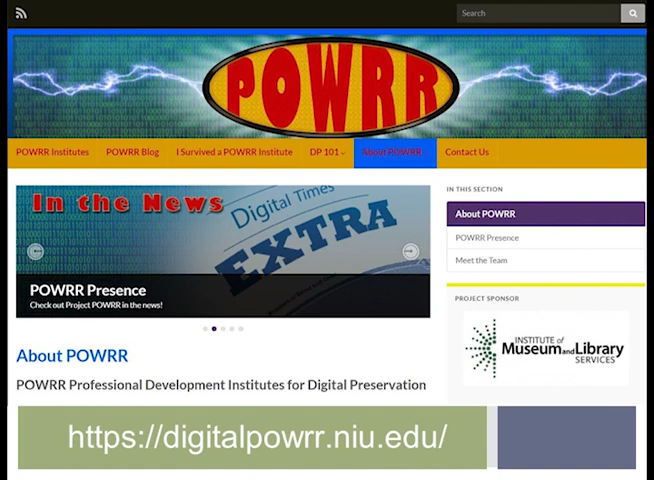 Search
POWRR
POWRR Institutes
POWRR Blog
I Survived a POWRR Institute
DP 101
About POWRR
Contact Us
In the News
Digital Times
EXTRA
POWRR Presence
Check out Project POWRR in the news!
IN THIS SECTION
About POWRR
POWRR Presence
Meet the Team
PROJECT SPONSOR
INSTITUTE of
Museum and Library
SERVICES
About POWRR
POWRR Professional Development Institutes for Digital Preservation
https://digitalpowrr.niu.edu/